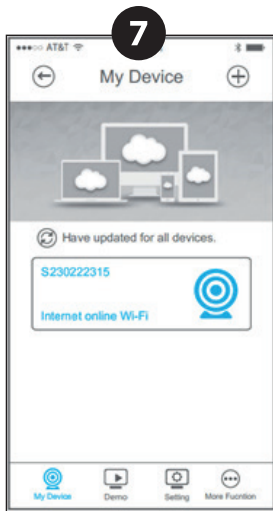 7
AT&T
My Device
Have updated for all devices.
S230222315
Internet online Wi-Fi
My Device
Demo
Setting
More Fucntion